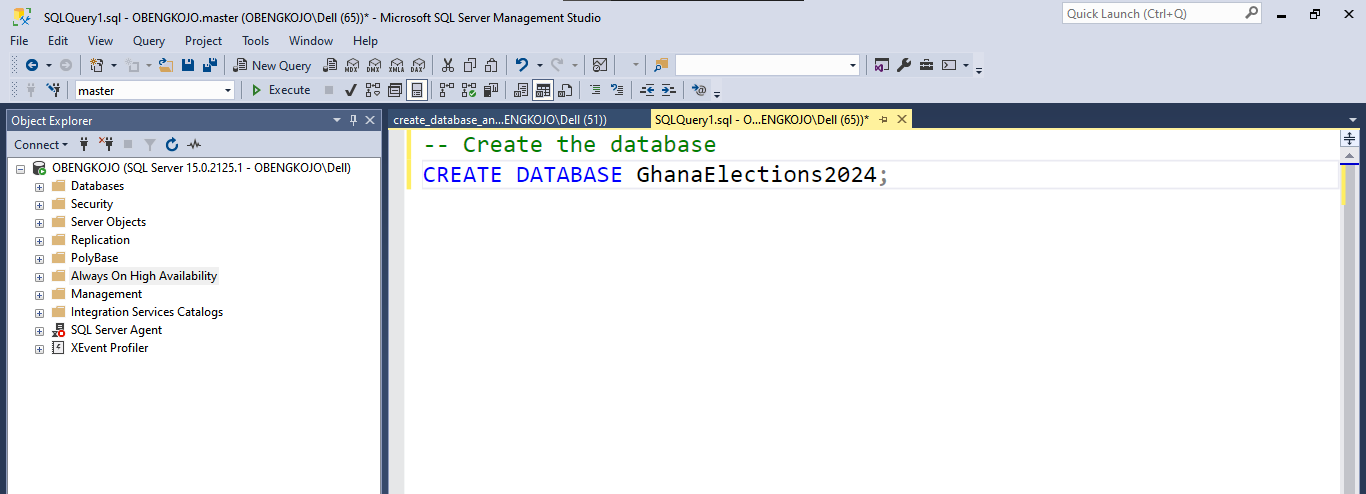 SQLQuery1.sql - OBENGKOJO.master (OBENGKOJO\Dell (65))* - Microsoft SQL Server Management Studio
Quick Launch (Ctrl+Q)
File Edit View Query Project Tools Window Help
New Query MDX DMX XMLA DAX
master Execute
Object Explorer
create_database_an...ENGKOJO\Dell (51))
SQLQuery1.sql - O...ENGKOJO\Dell (65))*
Connect
OBENGKOJO (SQL Server 15.0.2125.1 - OBENGKOJO\Dell)
Databases
Security
Server Objects
Replication
PolyBase
Always On High Availability
Management
Integration Services Catalogs
SQL Server Agent
XEvent Profiler
-- Create the database
CREATE DATABASE GhanaElections2024;